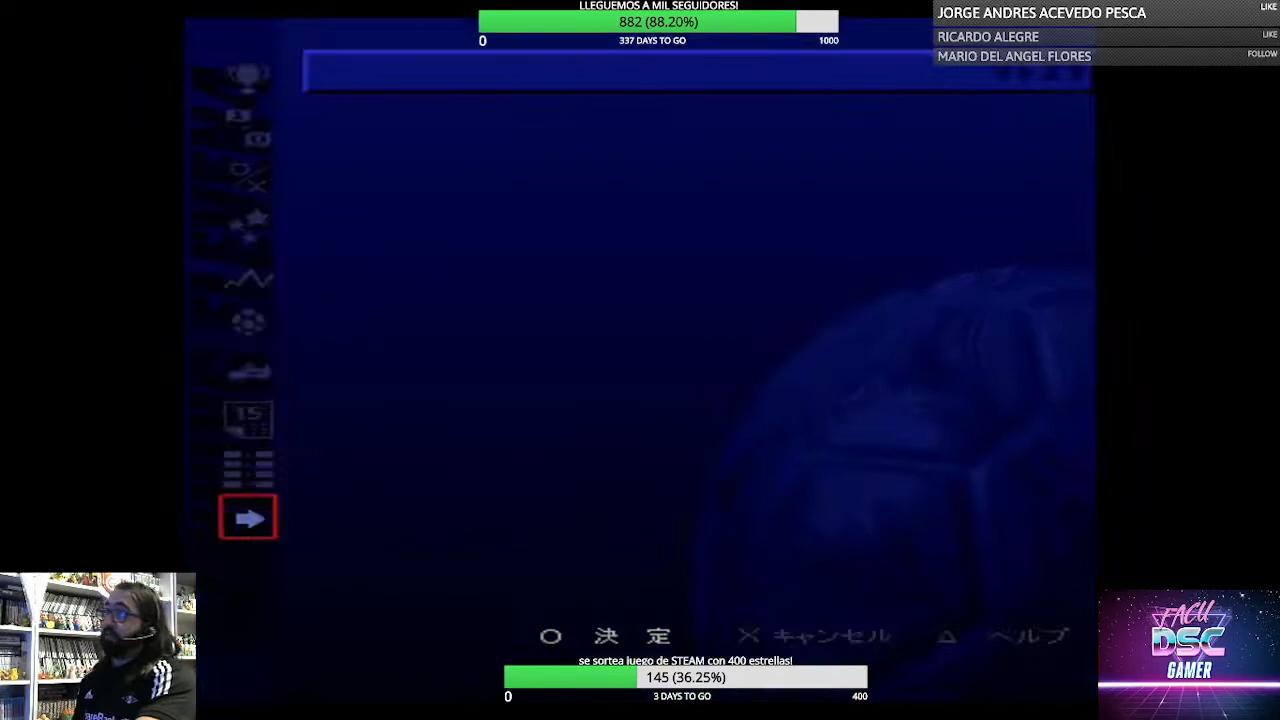 LLEGUEMOS A MIL SEGUIDORES!
882 (88.20%)
0
337 DAYS TO GO
1000
JORGE ANDRES ACEVEDO PESCA
LIKE
RICARDO ALEGRE
LIKE
MARIO DEL ANGEL FLORES
FOLLOW
15
○ 決 定
× キャンセル
△ ヘルプ
se sortea juego de STEAM con 400 estrellas!
145 (36.25%)
0
3 DAYS TO GO
400
FACU
DSC
GAMER